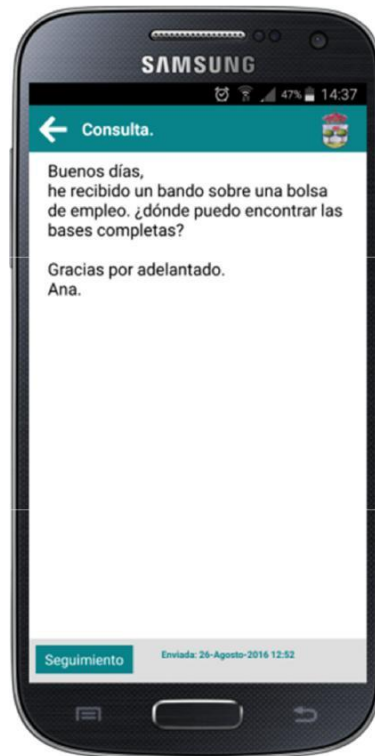 SAMSUNG
47% 14:37
Consulta.
Buenos días,
he recibido un bando sobre una bolsa
de empleo. ¿dónde puedo encontrar las
bases completas?
Gracias por adelantado.
Ana.
Seguimiento
Enviada: 26-Agosto-2016 12:52